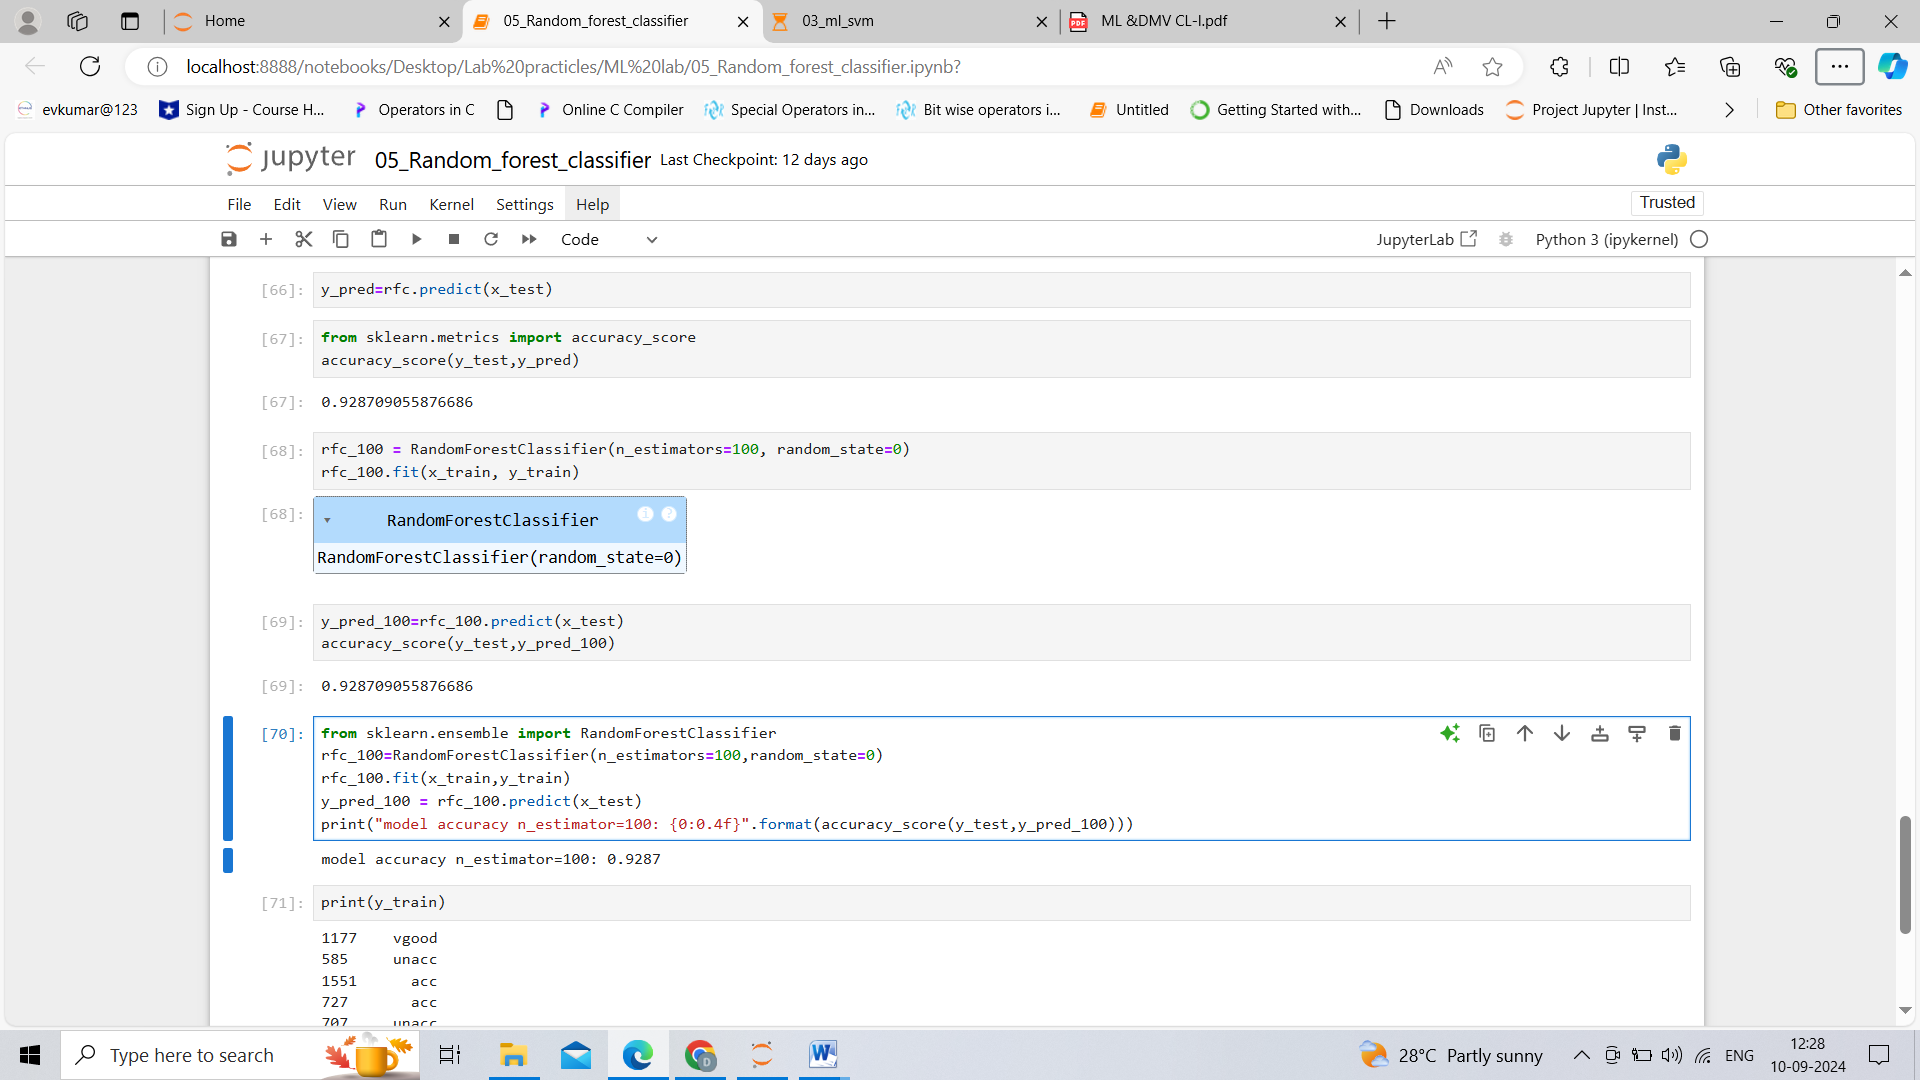 Home
05_Random_forest_classifier
03_ml_svm
ML &DMV CL-I.pdf
localhost:8888/notebooks/Desktop/Lab%20practicles/ML%20lab/05_Random_forest_classifier.ipynb?
evkumar@123
Sign Up - Course H...
Operators in C
Online C Compiler
Special Operators in...
Bit wise operators i...
Untitled
Getting Started with...
Downloads
Project Jupyter | Inst...
Other favorites
jupyter 05_Random_forest_classifier Last Checkpoint: 12 days ago
File Edit View Run Kernel Settings Help
Trusted
Code
JupyterLab
Python 3 (ipykernel)
[66]: y_pred=rfc.predict(x_test)
[67]: from sklearn.metrics import accuracy_score
accuracy_score(y_test,y_pred)
[67]: 0.928709055876686
[68]: rfc_100 = RandomForestClassifier(n_estimators=100, random_state=0)
rfc_100.fit(x_train, y_train)
[68]: RandomForestClassifier i ?
RandomForestClassifier(random_state=0)
[69]: y_pred_100=rfc_100.predict(x_test)
accuracy_score(y_test,y_pred_100)
[69]: 0.928709055876686
[70]: from sklearn.ensemble import RandomForestClassifier
rfc_100=RandomForestClassifier(n_estimators=100,random_state=0)
rfc_100.fit(x_train,y_train)
y_pred_100 = rfc_100.predict(x_test)
print("model accuracy n_estimator=100: {0:0.4f}".format(accuracy_score(y_test,y_pred_100)))
model accuracy n_estimator=100: 0.9287
[71]: print(y_train)
1177 vgood
585 unacc
1551 acc
727 acc
707 unacc
Type here to search
28°C Partly sunny
ENG
12:28
10-09-2024